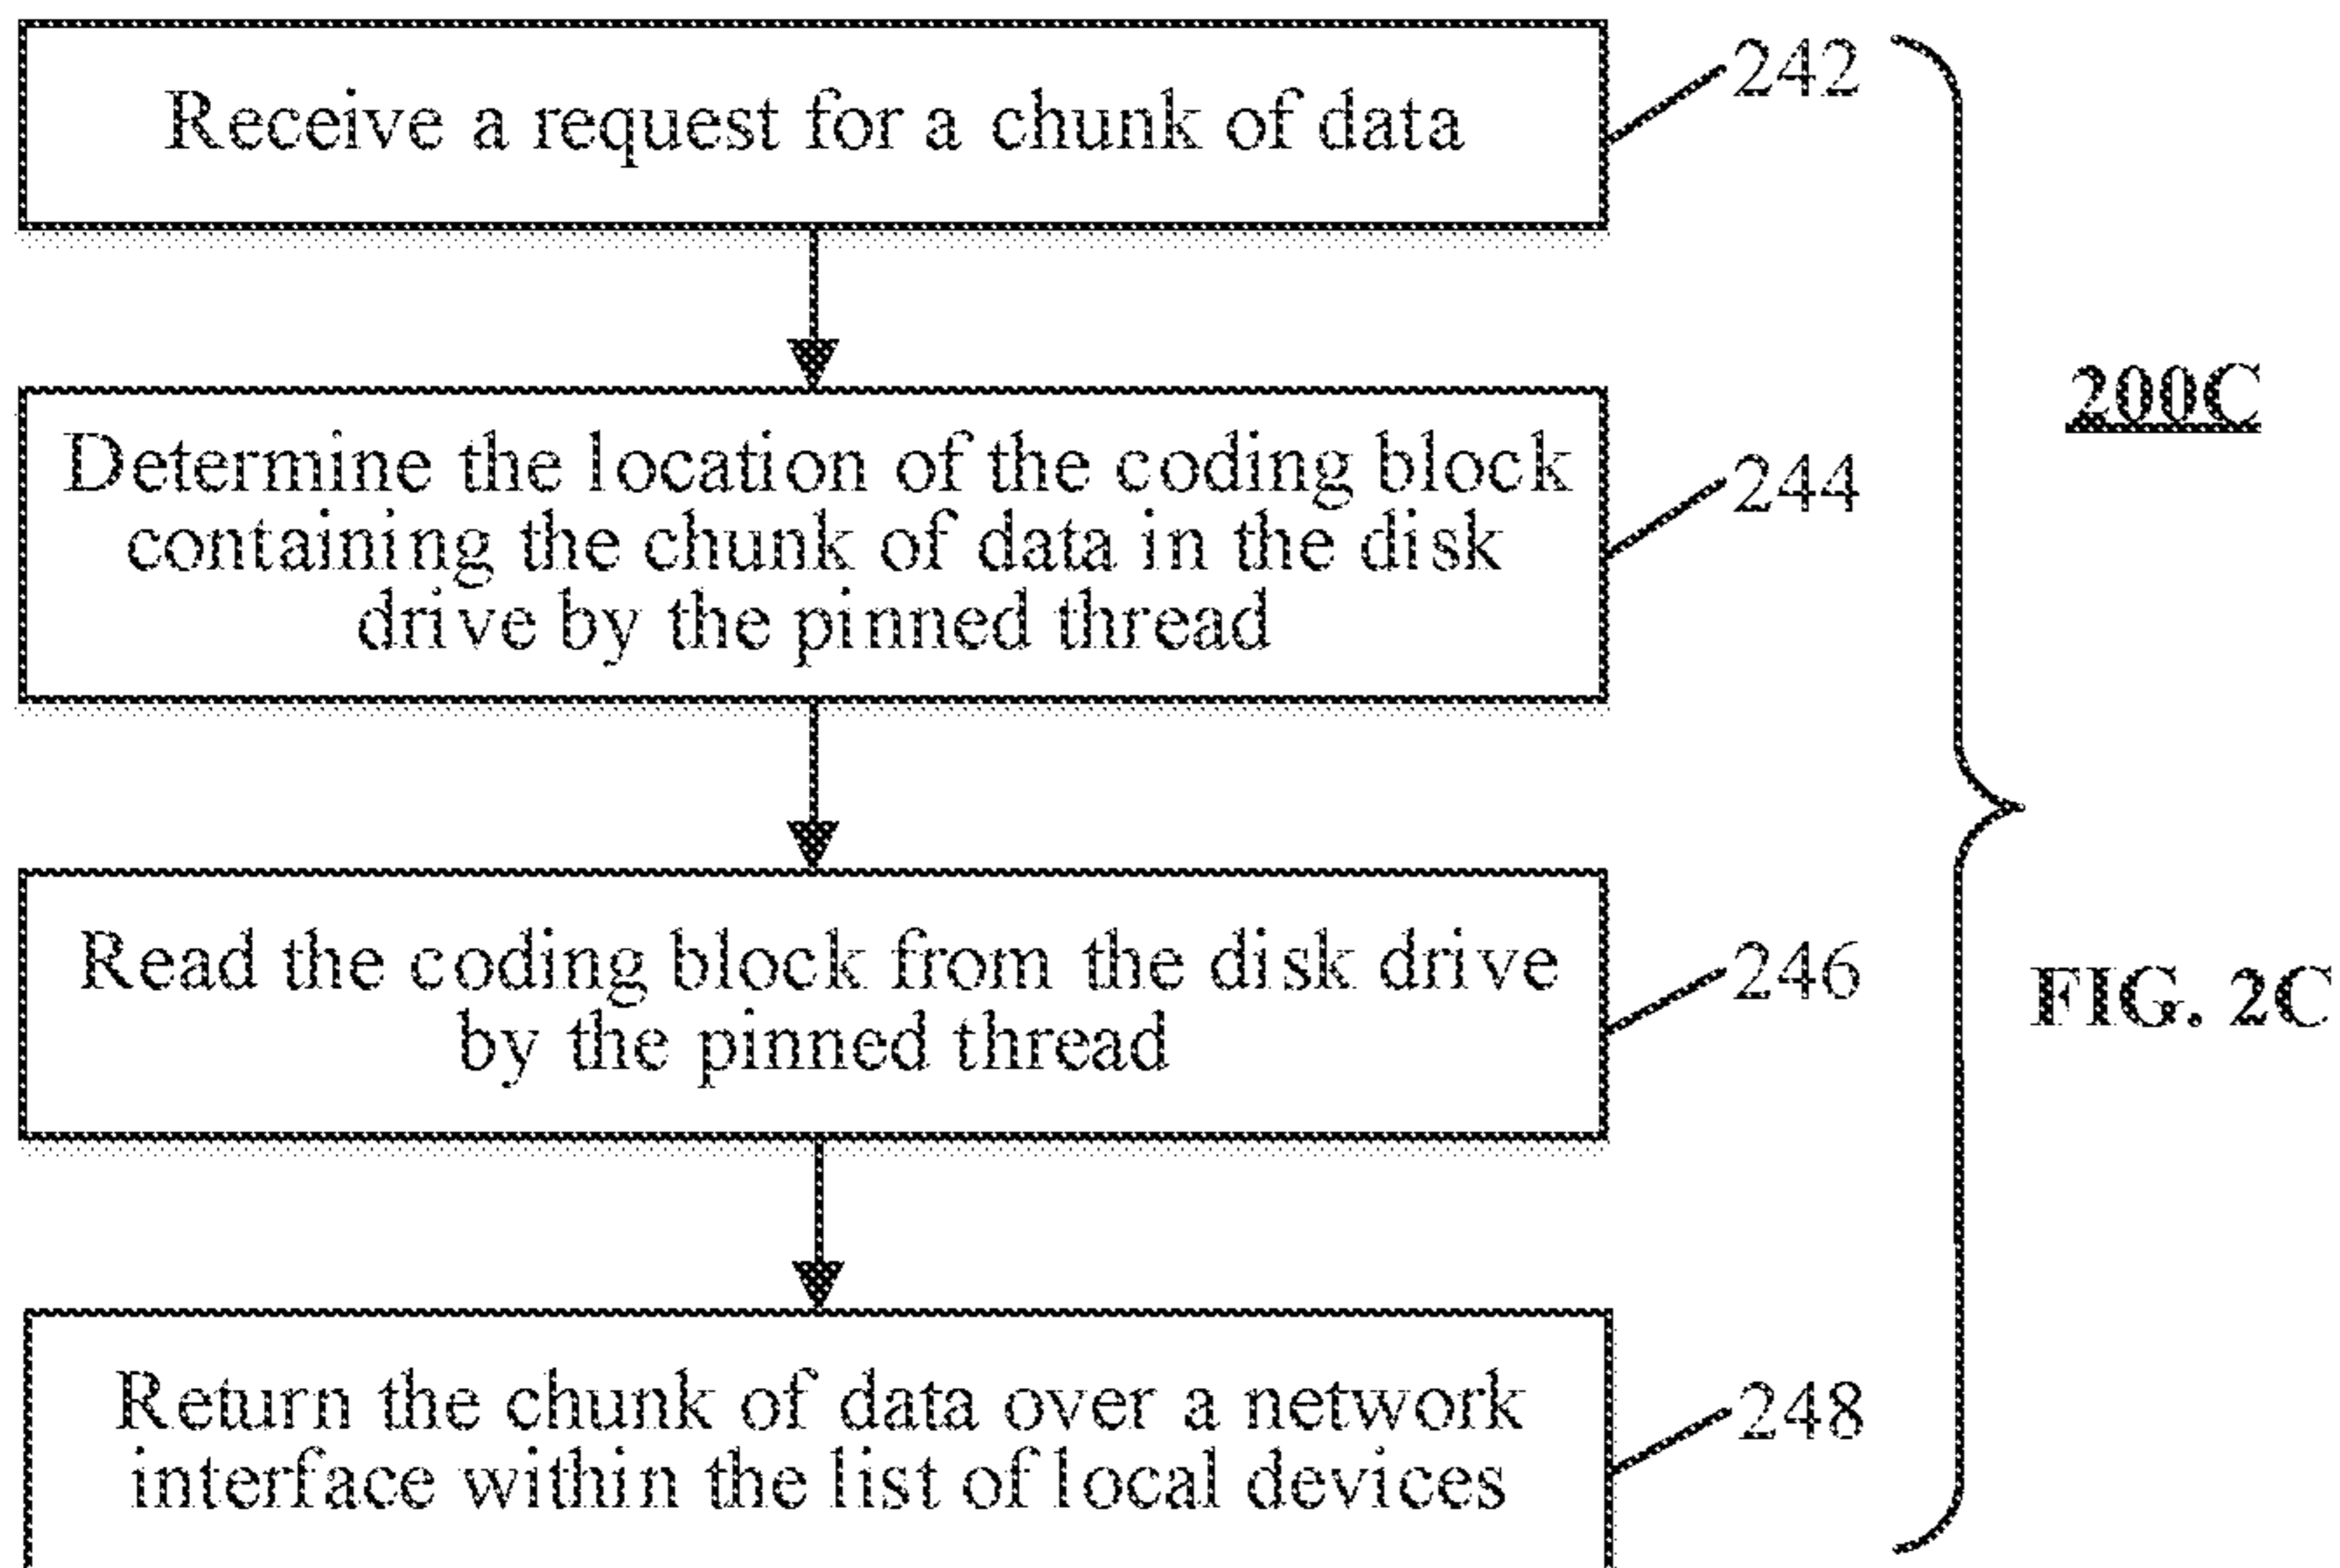 Receive a request for a chunk of data
242
Determine the location of the coding block
containing the chunk of data in the disk
drive by the pinned thread
244
Read the coding block from the disk drive
by the pinned thread
246
Return the chunk of data over a network
interface within the list of local devices
248
200C
FIG. 2C